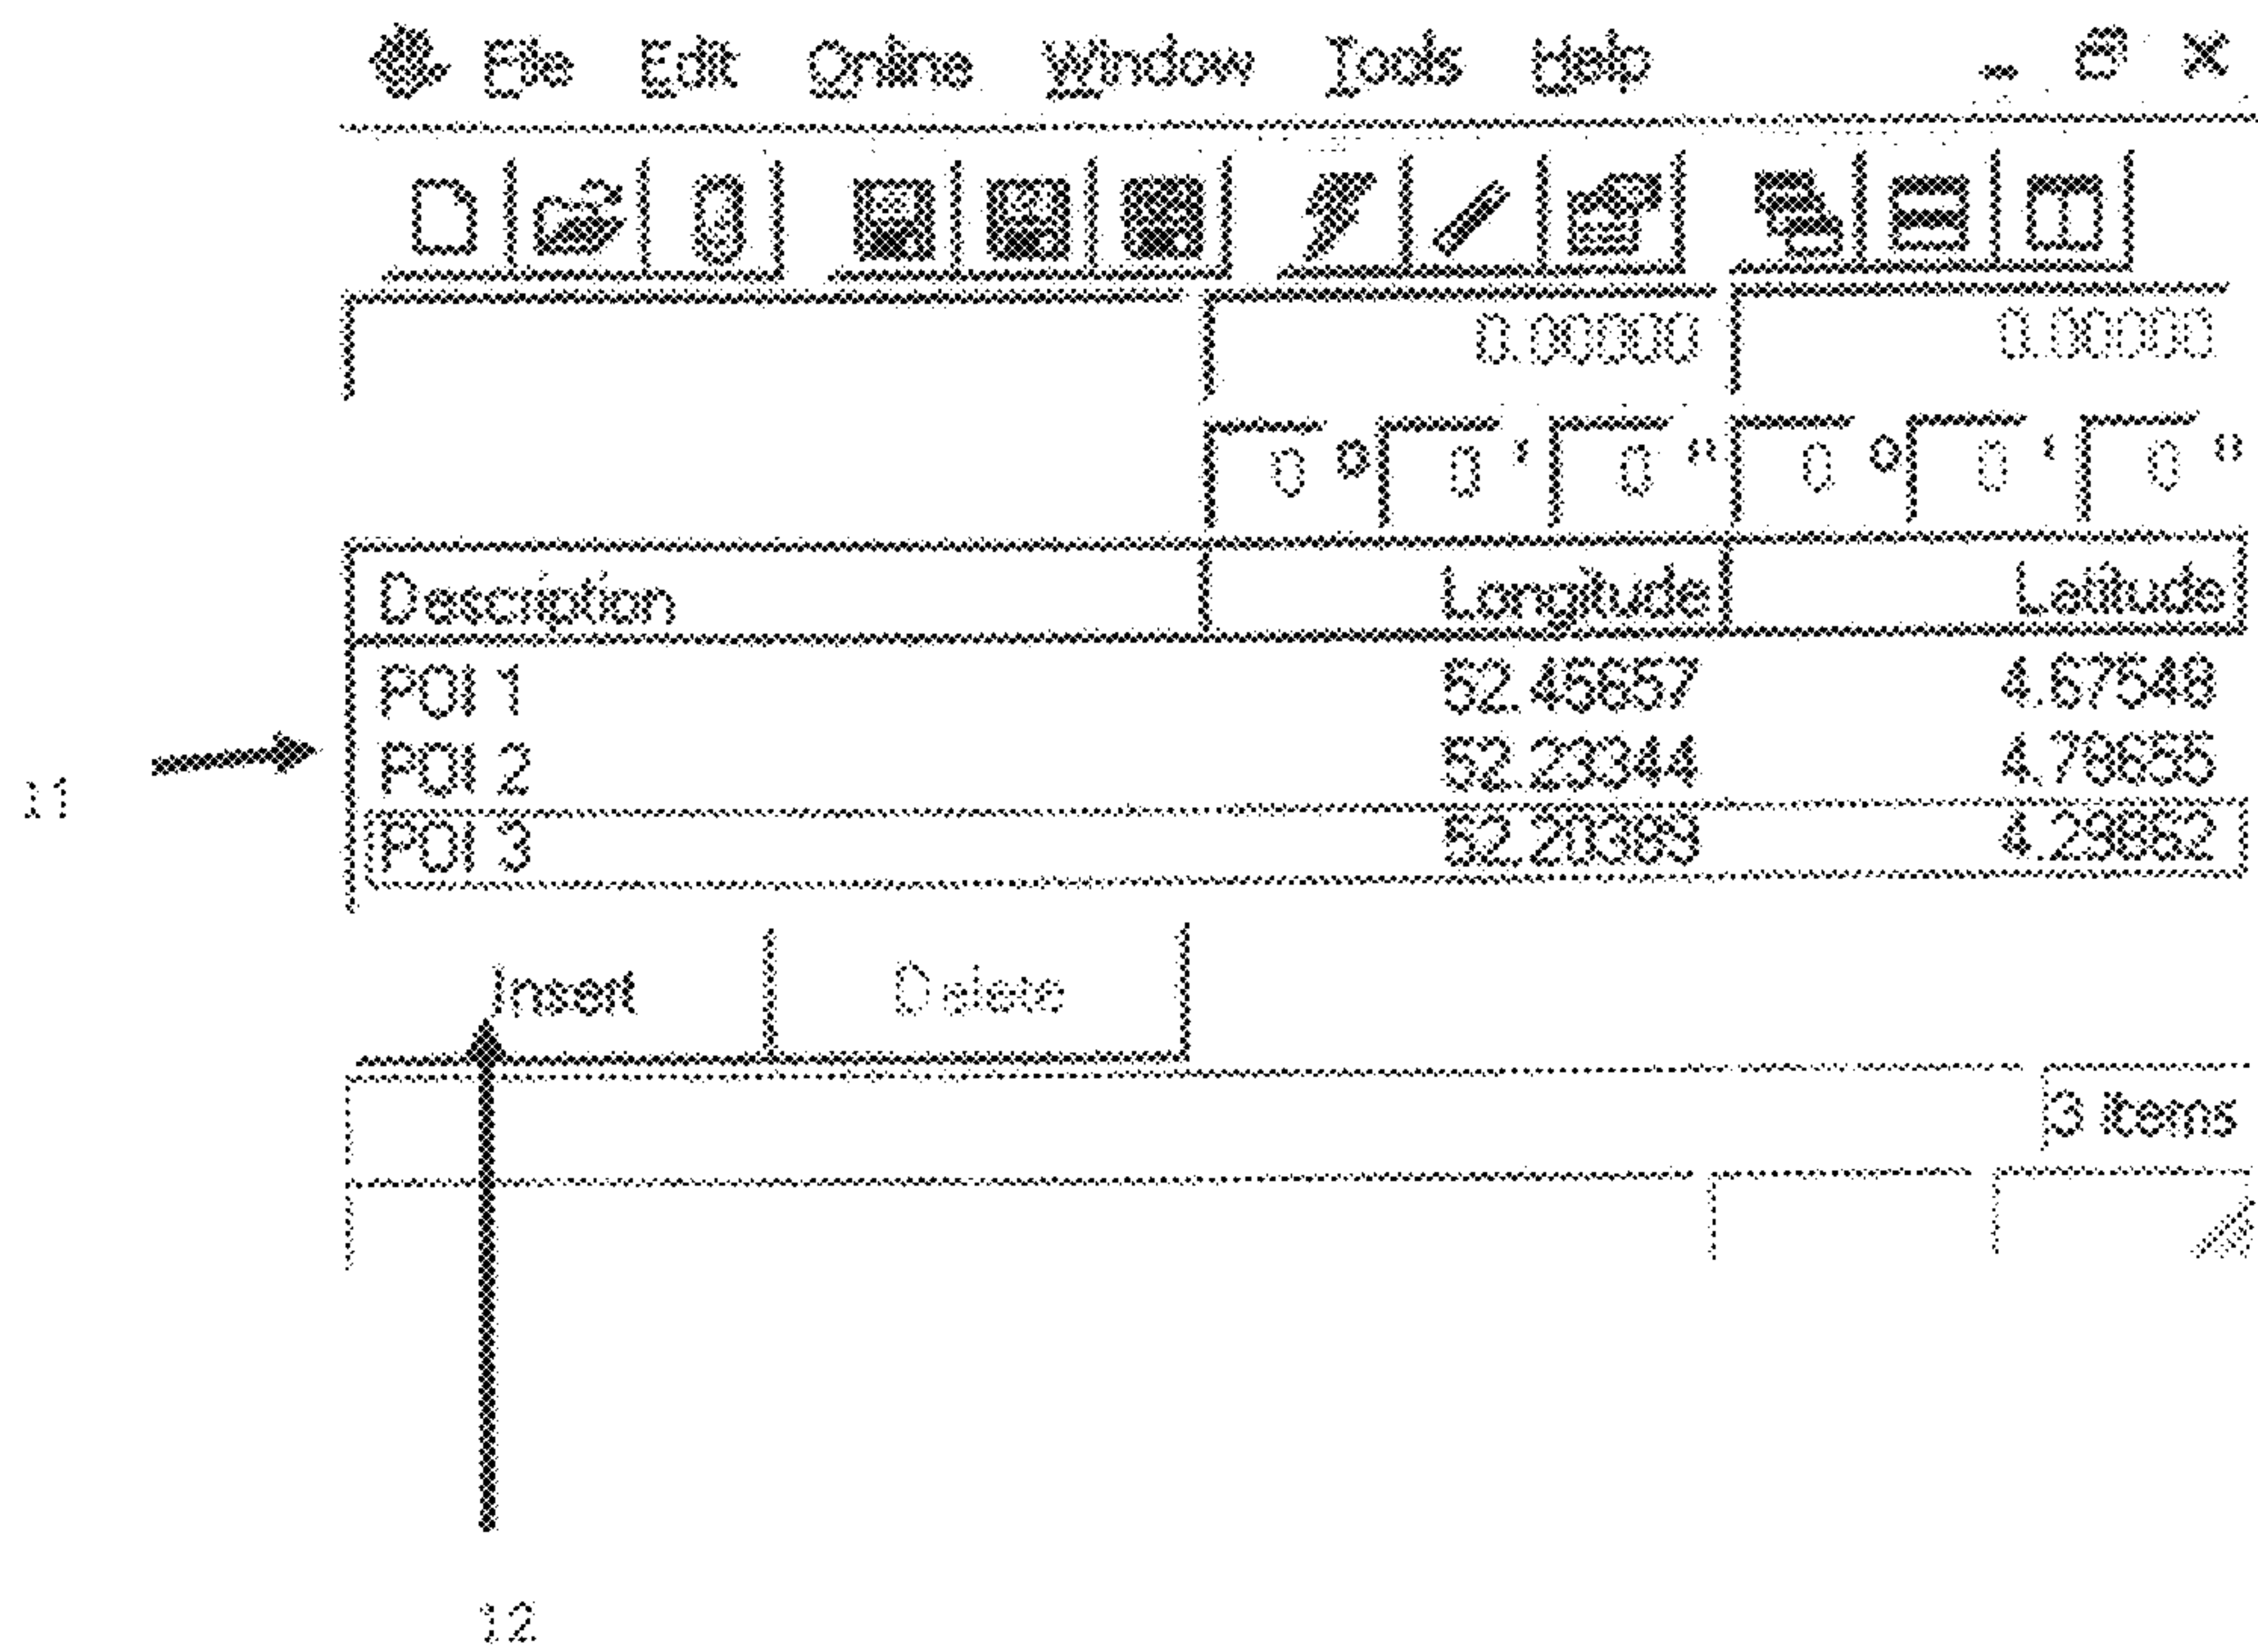 File Edit Online Window Tools Help
0.00000 0.00000
0 ° 0 ' 0 " 0 ° 0 ' 0 "
Description Longitude Latitude
POI 1 52.45657 4.67548
POI 2 52.23344 4.78655
11
POI 3 52.20389 4.29862
Insert Delete
3 items
12